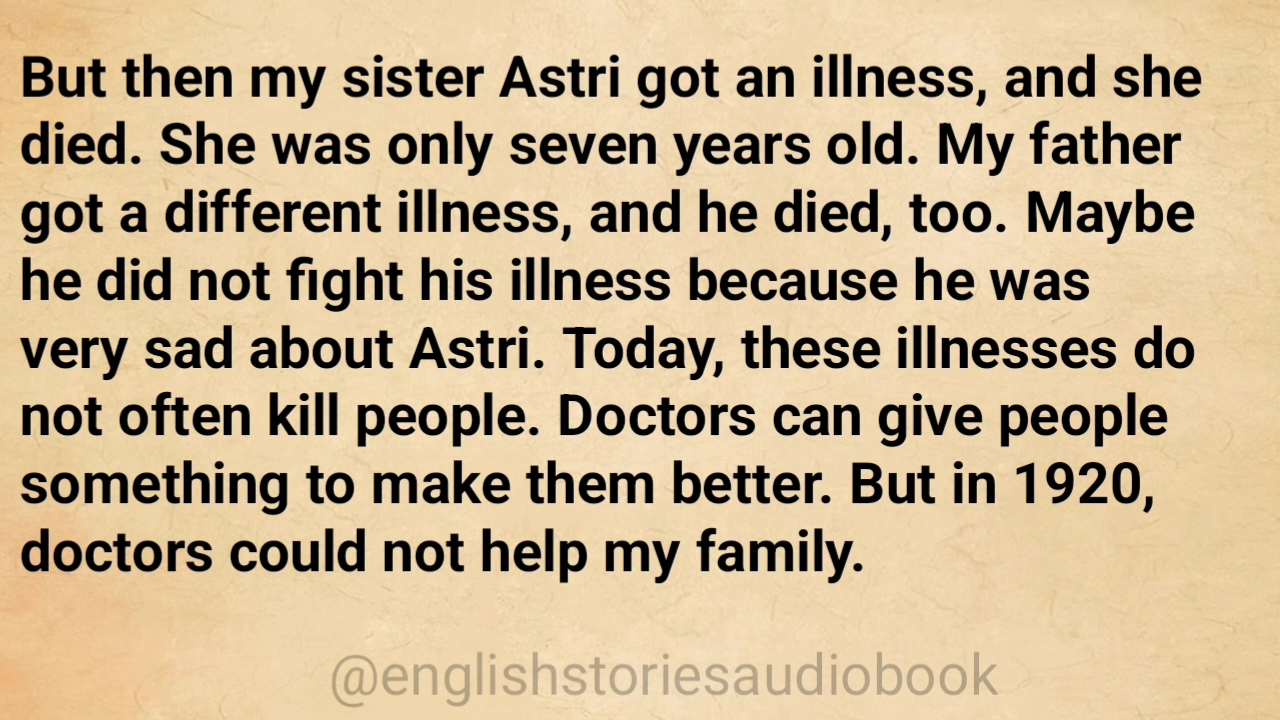 But then my sister Astri got an illness, and she
died. She was only seven years old. My father
got a different illness, and he died, too. Maybe
he did not fight his illness because he was
very sad about Astri. Today, these illnesses do
not often kill people. Doctors can give people
something to make them better. But in 1920,
doctors could not help my family.
@englishstoriesaudiobook